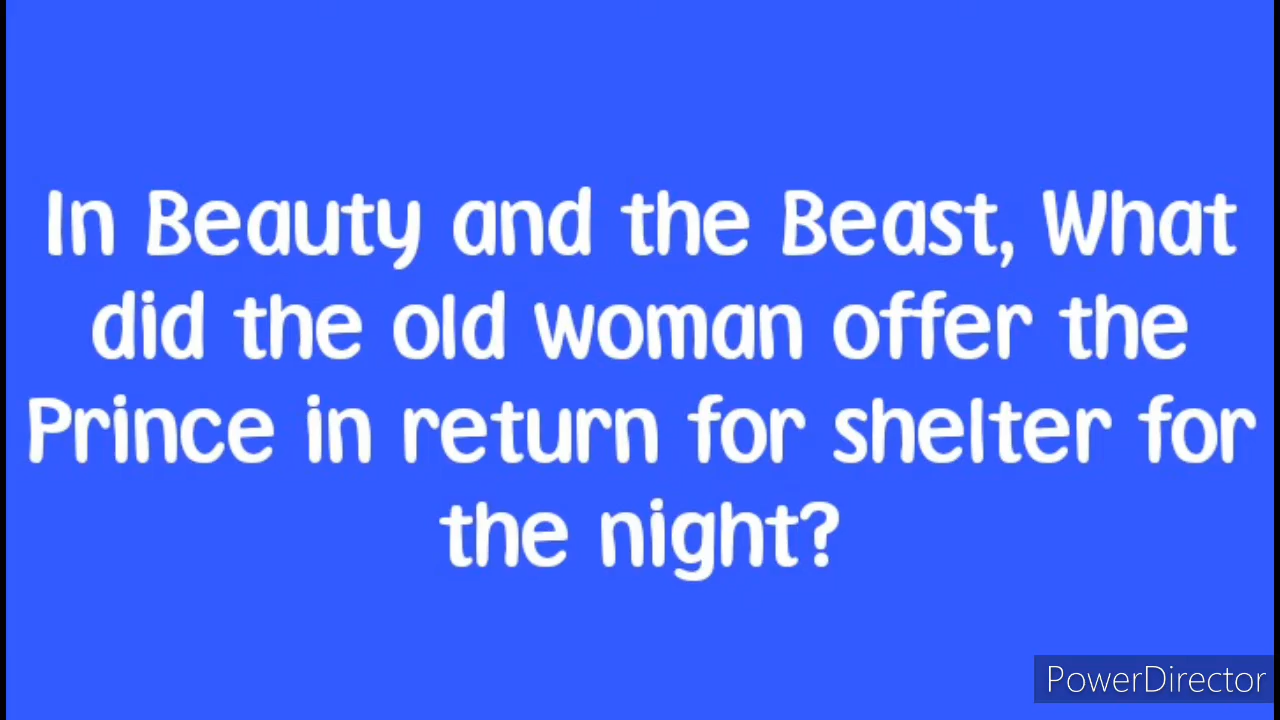 In Beauty and the Beast, What
did the old woman offer the
Prince in return for shelter for
the night?
PowerDirector